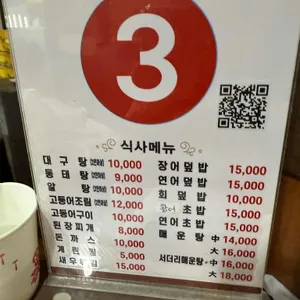 3
식사메뉴
대구탕 10,000
동태탕 9,000
알탕 10,000
고등어조림 12,000
고등어구이 10,000
된장찌개 8,000
돈까스 10,000
계란찜 5,000
새우튀김 15,000
장어덮밥 15,000
연어덮밥 15,000
회덮밥 10,000
초밥 15,000
연어초밥 15,000
매운탕 中 14,000
大 16,000
서더리매운탕 中 16,000
大 18,000